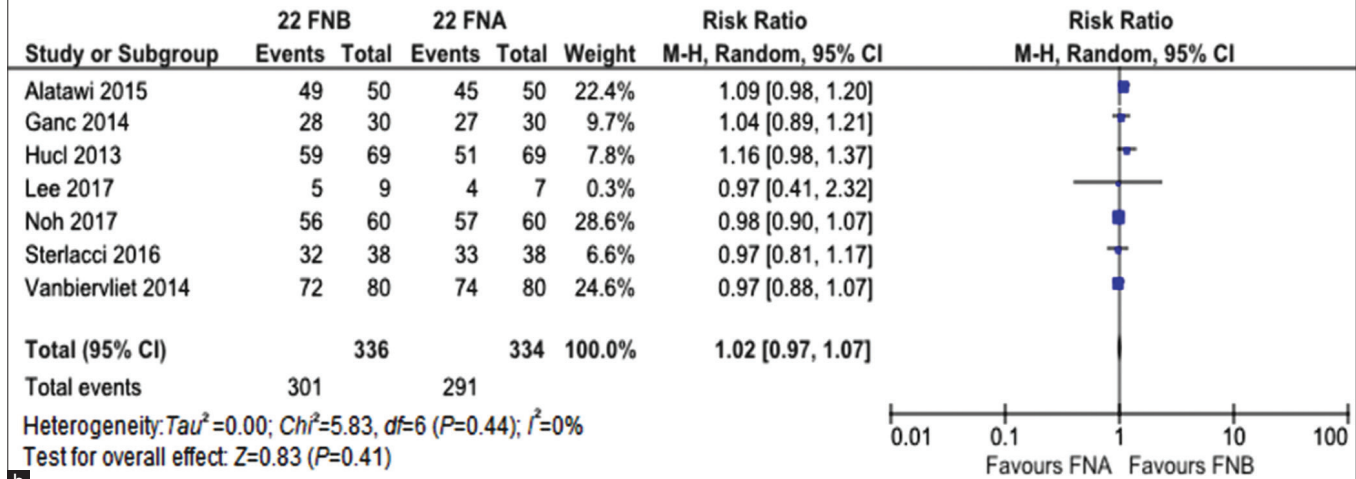 22 FNB 22 FNA Risk Ratio Risk Ratio
Study or Subgroup Events Total Events Total Weight M-H, Random, 95% CI M-H, Random, 95% CI
Alatawi 2015 49 50 45 50 22.4% 1.09 [0.98, 1.20]
Ganc 2014 28 30 27 30 9.7% 1.04 [0.89, 1.21]
Hucl 2013 59 69 51 69 7.8% 1.16 [0.98, 1.37]
Lee 2017 5 9 4 7 0.3% 0.97 [0.41, 2.32]
Noh 2017 56 60 57 60 28.6% 0.98 [0.90, 1.07]
Sterlacci 2016 32 38 33 38 6.6% 0.97 [0.81, 1.17]
Vanbiervliet 2014 72 80 74 80 24.6% 0.97 [0.88, 1.07]
Total (95% CI) 336 334 100.0% 1.02 [0.97, 1.07]
Total events 301 291
Heterogeneity: Tau²=0.00; Chi²=5.83, df=6 (P=0.44); I²=0%
Test for overall effect: Z=0.83 (P=0.41)
0.01 0.1 1 10 100
Favours FNA Favours FNB